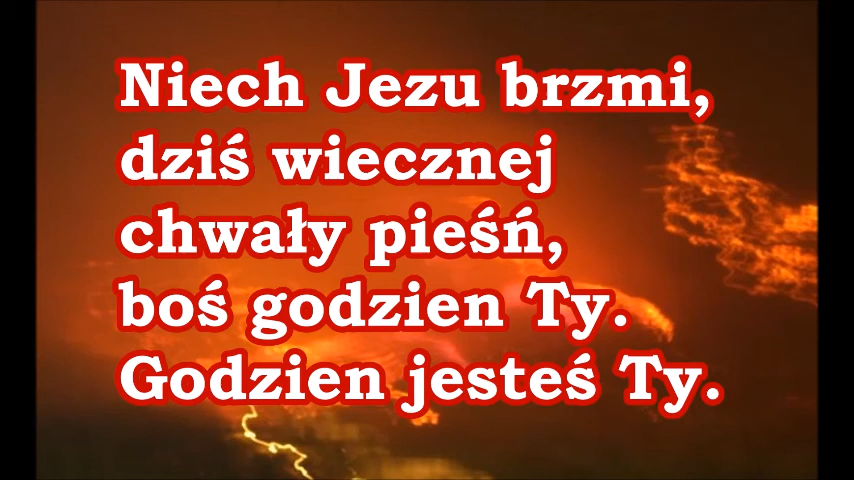 Niech Jezu brzmi,
dziś wiecznej
chwały pieśń,
boś godzien Ty.
Godzien jesteś Ty.